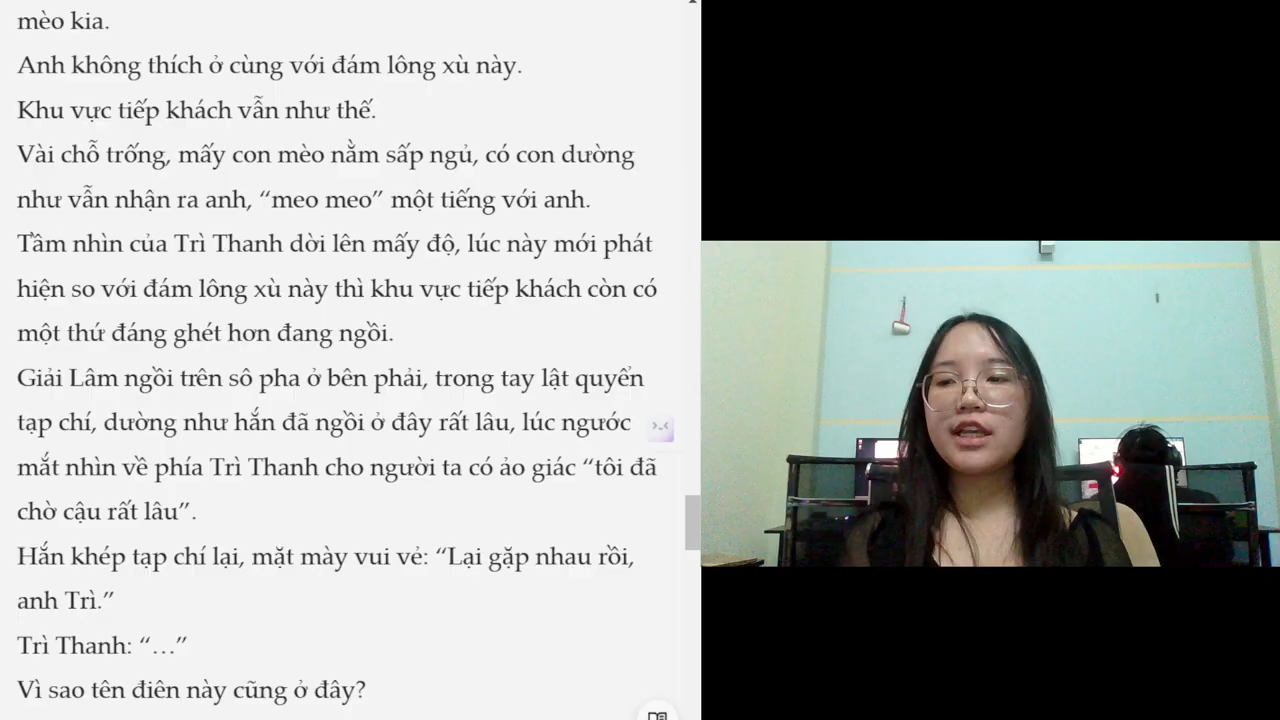 mèo kia.
Anh không thích ở cùng với đám lông xù này.
Khu vực tiếp khách vẫn như thế.
Vài chỗ trống, mấy con mèo nằm sấp ngủ, có con dường
như vẫn nhận ra anh, “meo meo” một tiếng với anh.
Tầm nhìn của Trì Thanh dời lên mấy độ, lúc này mới phát
hiện so với đám lông xù này thì khu vực tiếp khách còn có
một thứ đáng ghét hơn đang ngồi.
Giải Lâm ngồi trên sô pha ở bên phải, trong tay lật quyển
tạp chí, dường như hắn đã ngồi ở đây rất lâu, lúc ngước
mắt nhìn về phía Trì Thanh cho người ta có ảo giác “tôi đã
chờ cậu rất lâu”.
Hắn khép tạp chí lại, mặt mày vui vẻ: “Lại gặp nhau rồi,
anh Trì.”
Trì Thanh: “…”
Vì sao tên điên này cũng ở đây?